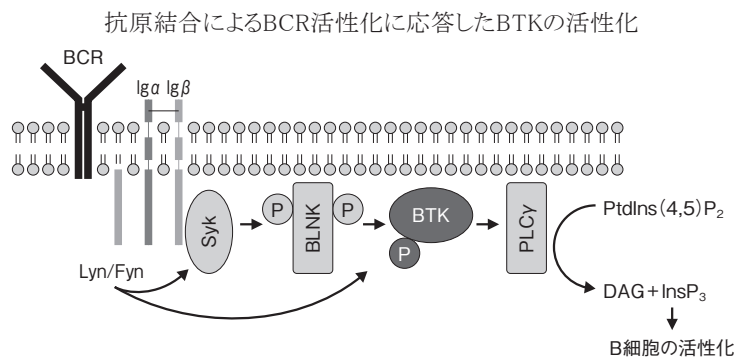 抗原結合によるBCR活性化に応答したBTKの活性化
BCR
Igα Igβ
Syk
P
BLNK
P
BTK
P
PLCγ
PtdIns(4,5)P₂
Lyn/Fyn
DAG+InsP₃
B細胞の活性化